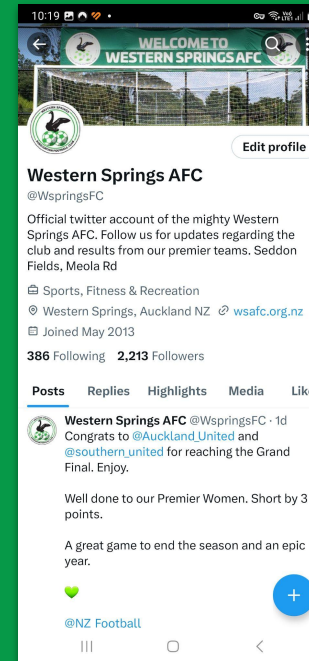 10:19
WELCOME TO
WESTERN SPRINGS AFC
Edit profile
Western Springs AFC
@WspringsFC
Official twitter account of the mighty Western
Springs AFC. Follow us for updates regarding the
club and results from our premier teams. Seddon
Fields, Meola Rd
Sports, Fitness & Recreation
Western Springs, Auckland NZ wsafc.org.nz
Joined May 2013
386 Following 2,213 Followers
Posts Replies Highlights Media Lik
Western Springs AFC @WspringsFC · 1d
Congrats to @Auckland_United and
@southern_united for reaching the Grand
Final. Enjoy.
Well done to our Premier Women. Short by 3
points.
A great game to end the season and an epic
year.
💚
@NZ_Football